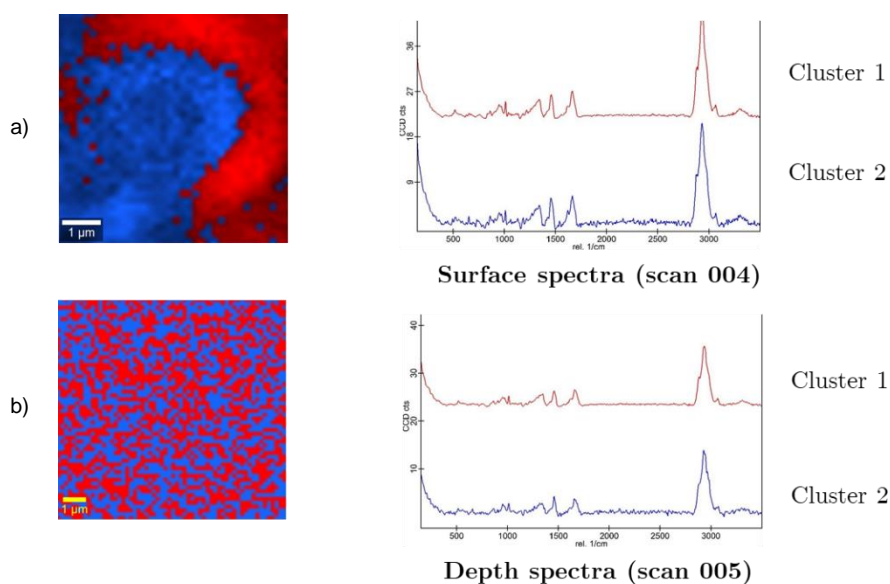 a)
1 µm
CCD cts
36
27
18
9
500 1000 1500 2000 2500 3000
rel. 1/cm
Cluster 1
Cluster 2
Surface spectra (scan 004)
b)
1 µm
CCD cts
40
30
20
10
500 1000 1500 2000 2500 3000
rel. 1/cm
Cluster 1
Cluster 2
Depth spectra (scan 005)